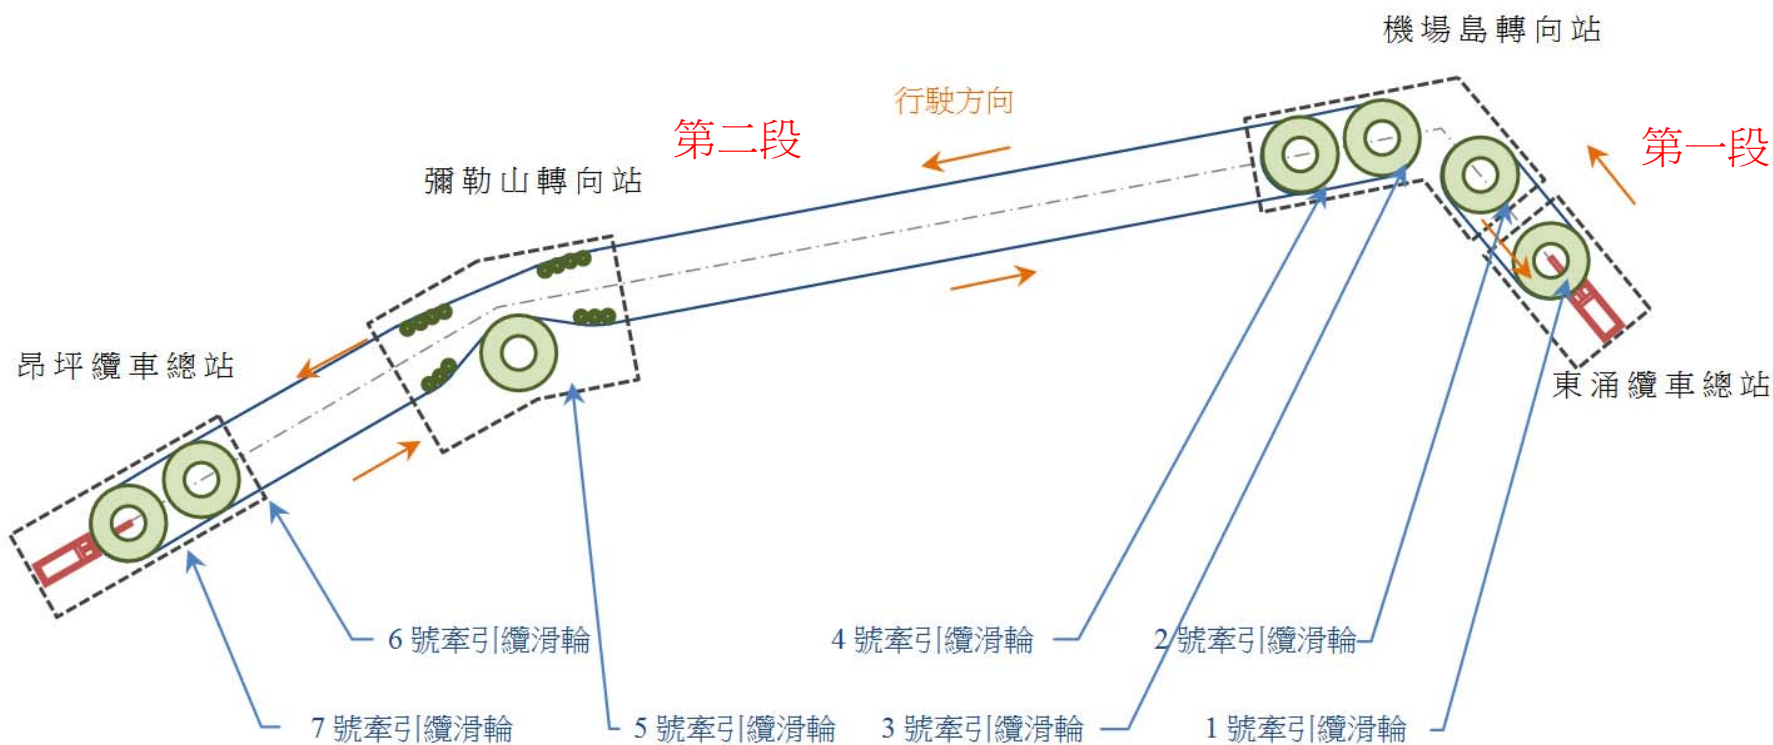 機場島轉向站
行駛方向
第二段
第一段
彌勒山轉向站
昂坪纜車總站
東涌纜車總站
6 號牽引纜滑輪
4 號牽引纜滑輪
2 號牽引纜滑輪
7 號牽引纜滑輪
5 號牽引纜滑輪
3 號牽引纜滑輪
1 號牽引纜滑輪